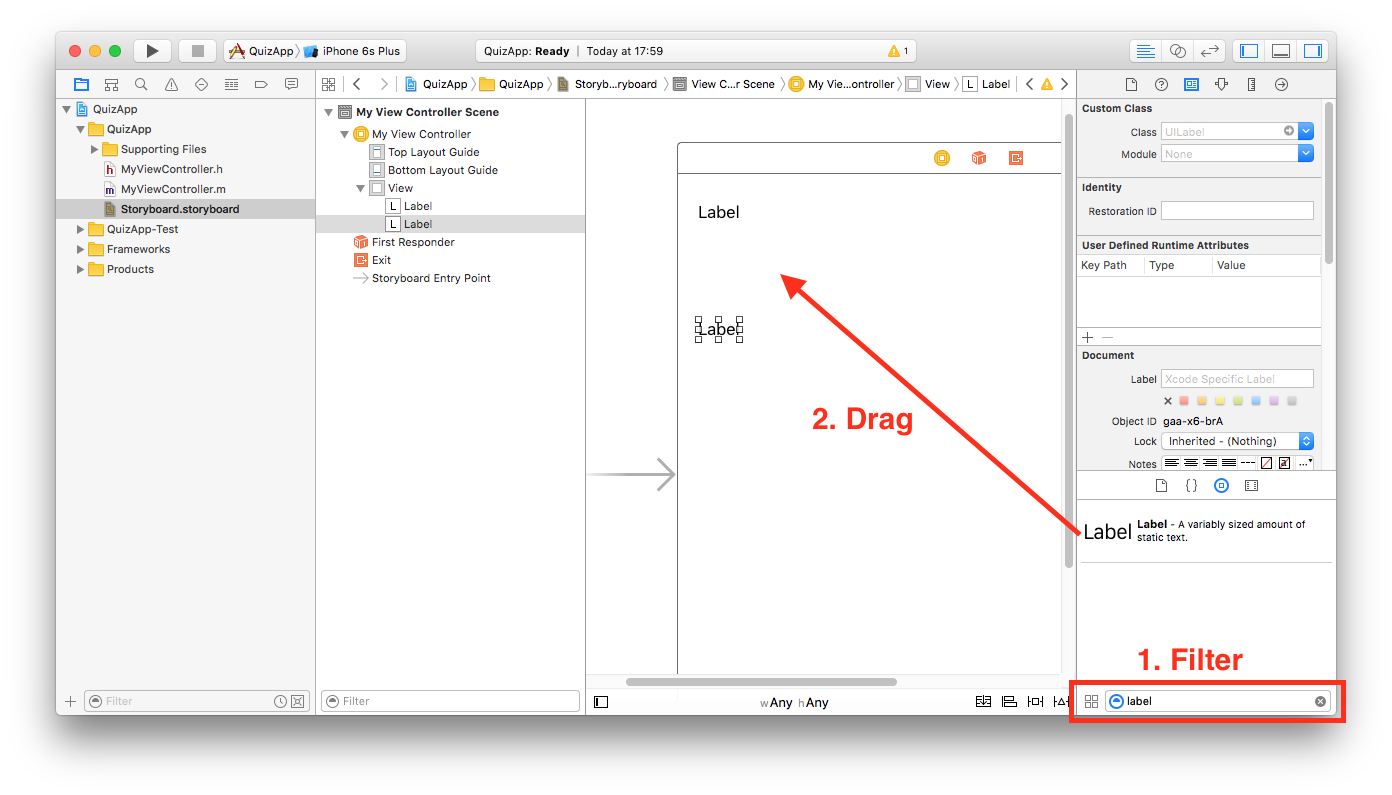 QuizApp iPhone 6s Plus
QuizApp: Ready | Today at 17:59
1
QuizApp
QuizApp
Supporting Files
h MyViewController.h
m MyViewController.m
Storyboard.storyboard
QuizApp-Test
Frameworks
Products
Filter
QuizApp QuizApp Storyb...ryboard View C...r Scene My Vie...ontroller View L Label
My View Controller Scene
My View Controller
Top Layout Guide
Bottom Layout Guide
View
L Label
L Label
First Responder
Exit
Storyboard Entry Point
Filter
Label
Label
2. Drag
wAny hAny
Custom Class
Class UILabel
Module None
Identity
Restoration ID
User Defined Runtime Attributes
Key Path Type Value
Document
Label Xcode Specific Label
Object ID gaa-x6-brA
Lock Inherited - (Nothing)
Notes
Label Label - A variably sized amount of
static text.
1. Filter
label